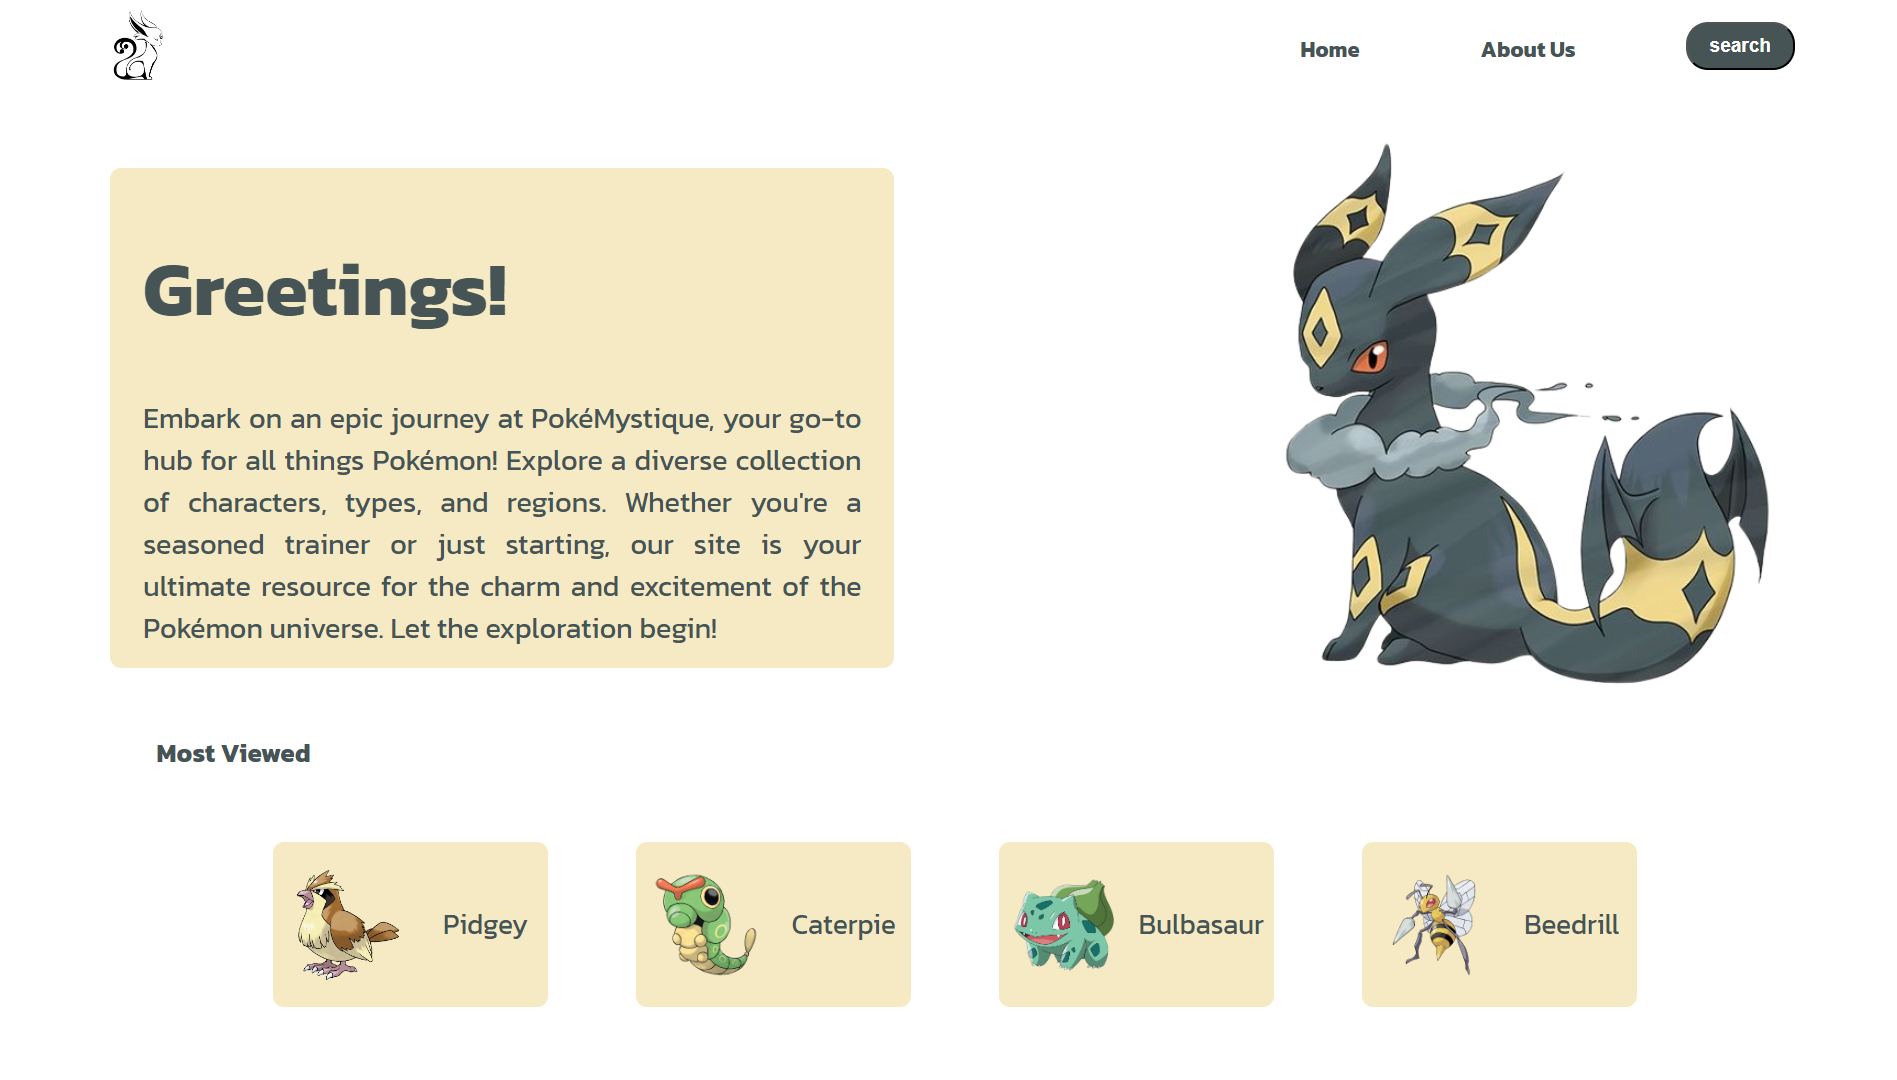 Home
About Us
search
Greetings!
Embark on an epic journey at PokéMystique, your go-to
hub for all things Pokémon! Explore a diverse collection
of characters, types, and regions. Whether you're a
seasoned trainer or just starting, our site is your
ultimate resource for the charm and excitement of the
Pokémon universe. Let the exploration begin!
Most Viewed
Pidgey
Caterpie
Bulbasaur
Beedrill